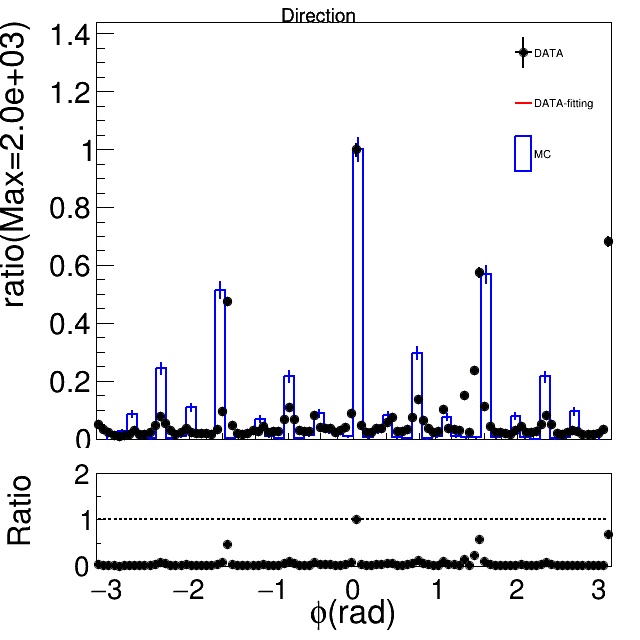 Direction
ratio(Max=2.0e+03)
1.4
1.2
1
0.8
0.6
0.4
0.2
0
DATA
DATA-fitting
MC
Ratio
2
1
0
−3 −2 −1 0 1 2 3
ϕ(rad)